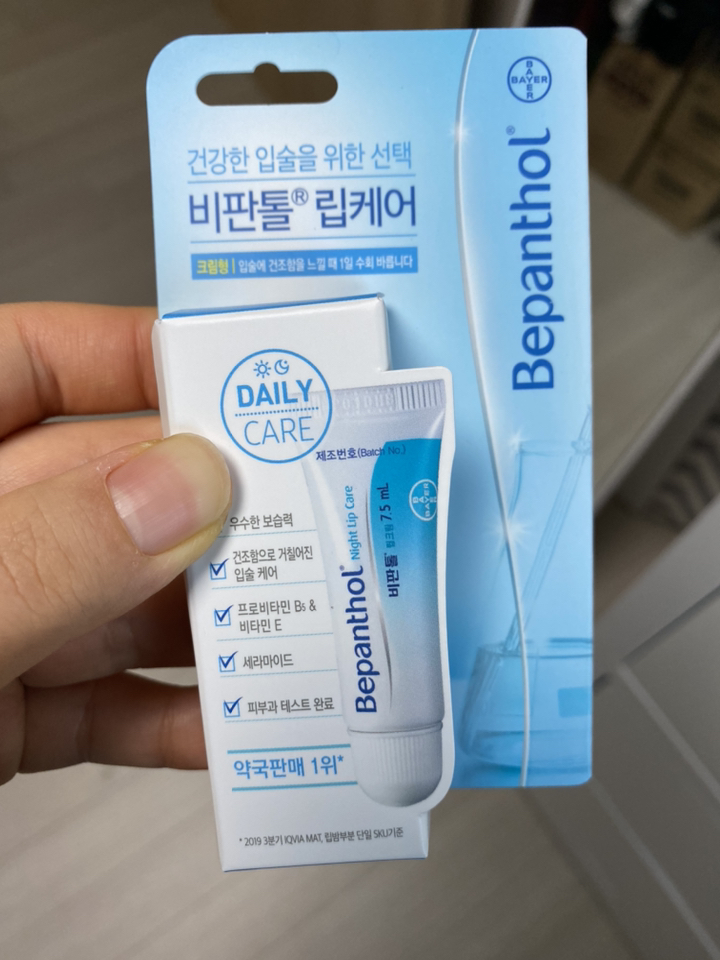 건강한 입술을 위한 선택
비판톨® 립케어
크림형 | 입술에 건조함을 느낄 때 1일 수회 바릅니다
BAYER
BAYER
Bepanthol®
DAILY
CARE
우수한 보습력
건조함으로 거칠어진
입술 케어
프로비타민 B5 &
비타민 E
세라마이드
피부과 테스트 완료
약국판매 1위*
* 2019 3분기 IQVIA MAT, 립밤부분 단일 SKU기준
제조번호(Batch No.)
Bepanthol® Night Lip Care
비판톨® 립크림 7.5 mL
BAYER
BAYER